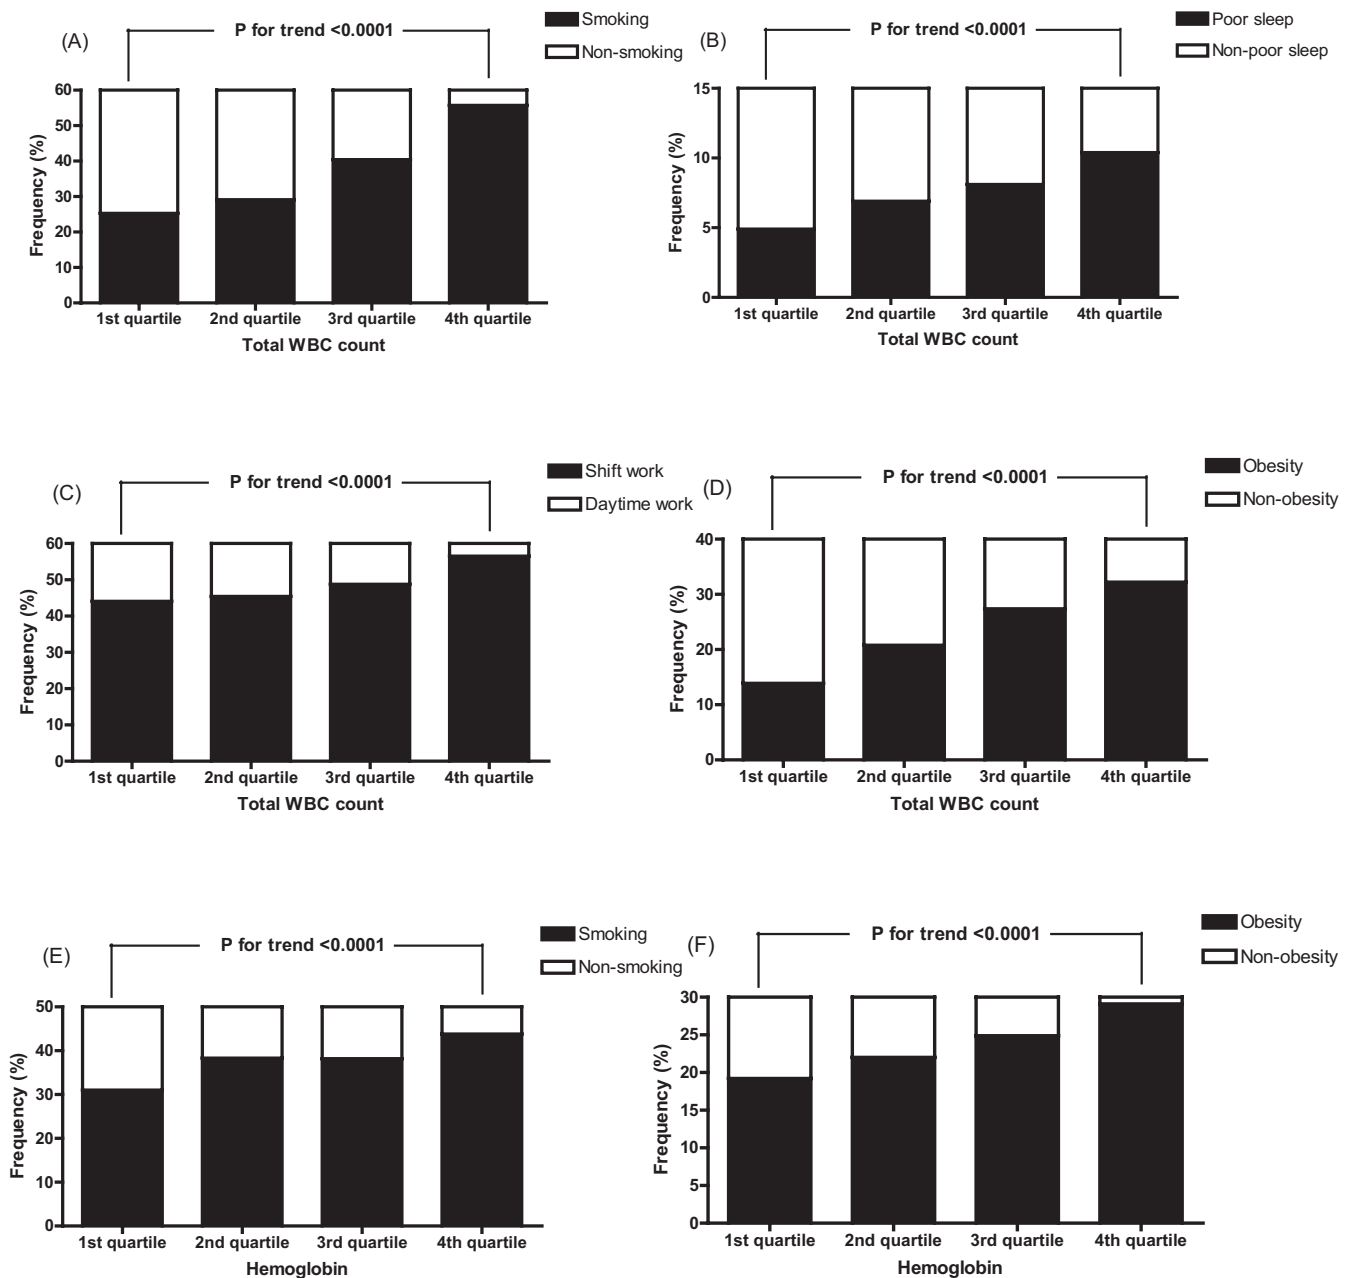 (A)
P for trend <0.0001
Smoking
Non-smoking
Frequency (%)
60
50
40
30
20
10
0
1st quartile 2nd quartile 3rd quartile 4th quartile
Total WBC count
(B)
P for trend <0.0001
Poor sleep
Non-poor sleep
Frequency (%)
15
10
5
0
1st quartile 2nd quartile 3rd quartile 4th quartile
Total WBC count
(C)
P for trend <0.0001
Shift work
Daytime work
Frequency (%)
60
50
40
30
20
10
0
1st quartile 2nd quartile 3rd quartile 4th quartile
Total WBC count
(D)
P for trend <0.0001
Obesity
Non-obesity
Frequency (%)
40
30
20
10
0
1st quartile 2nd quartile 3rd quartile 4th quartile
Total WBC count
(E)
P for trend <0.0001
Smoking
Non-smoking
Frequency (%)
50
40
30
20
10
0
1st quartile 2nd quartile 3rd quartile 4th quartile
Hemoglobin
(F)
P for trend <0.0001
Obesity
Non-obesity
Frequency (%)
30
25
20
15
10
5
0
1st quartile 2nd quartile 3rd quartile 4th quartile
Hemoglobin